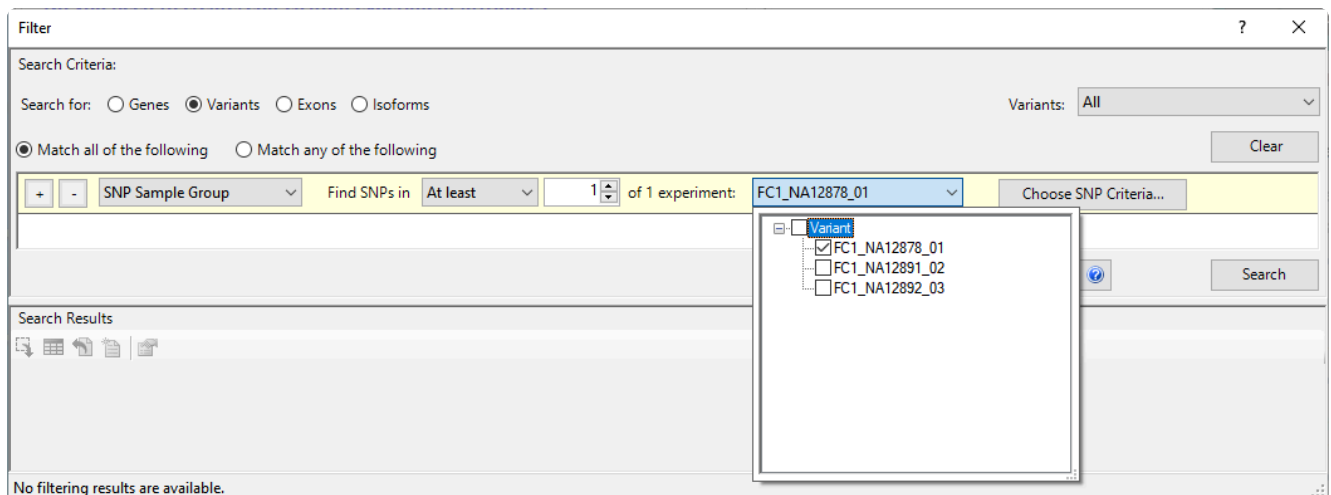 Filter ?
Search Criteria:
Search for: Genes Variants Exons Isoforms Variants: All
Match all of the following Match any of the following Clear
+ - SNP Sample Group Find SNPs in At least 1 of 1 experiment: FC1_NA12878_01 Choose SNP Criteria...
Variant
FC1_NA12878_01
FC1_NA12891_02
FC1_NA12892_03
? Search
Search Results
No filtering results are available.